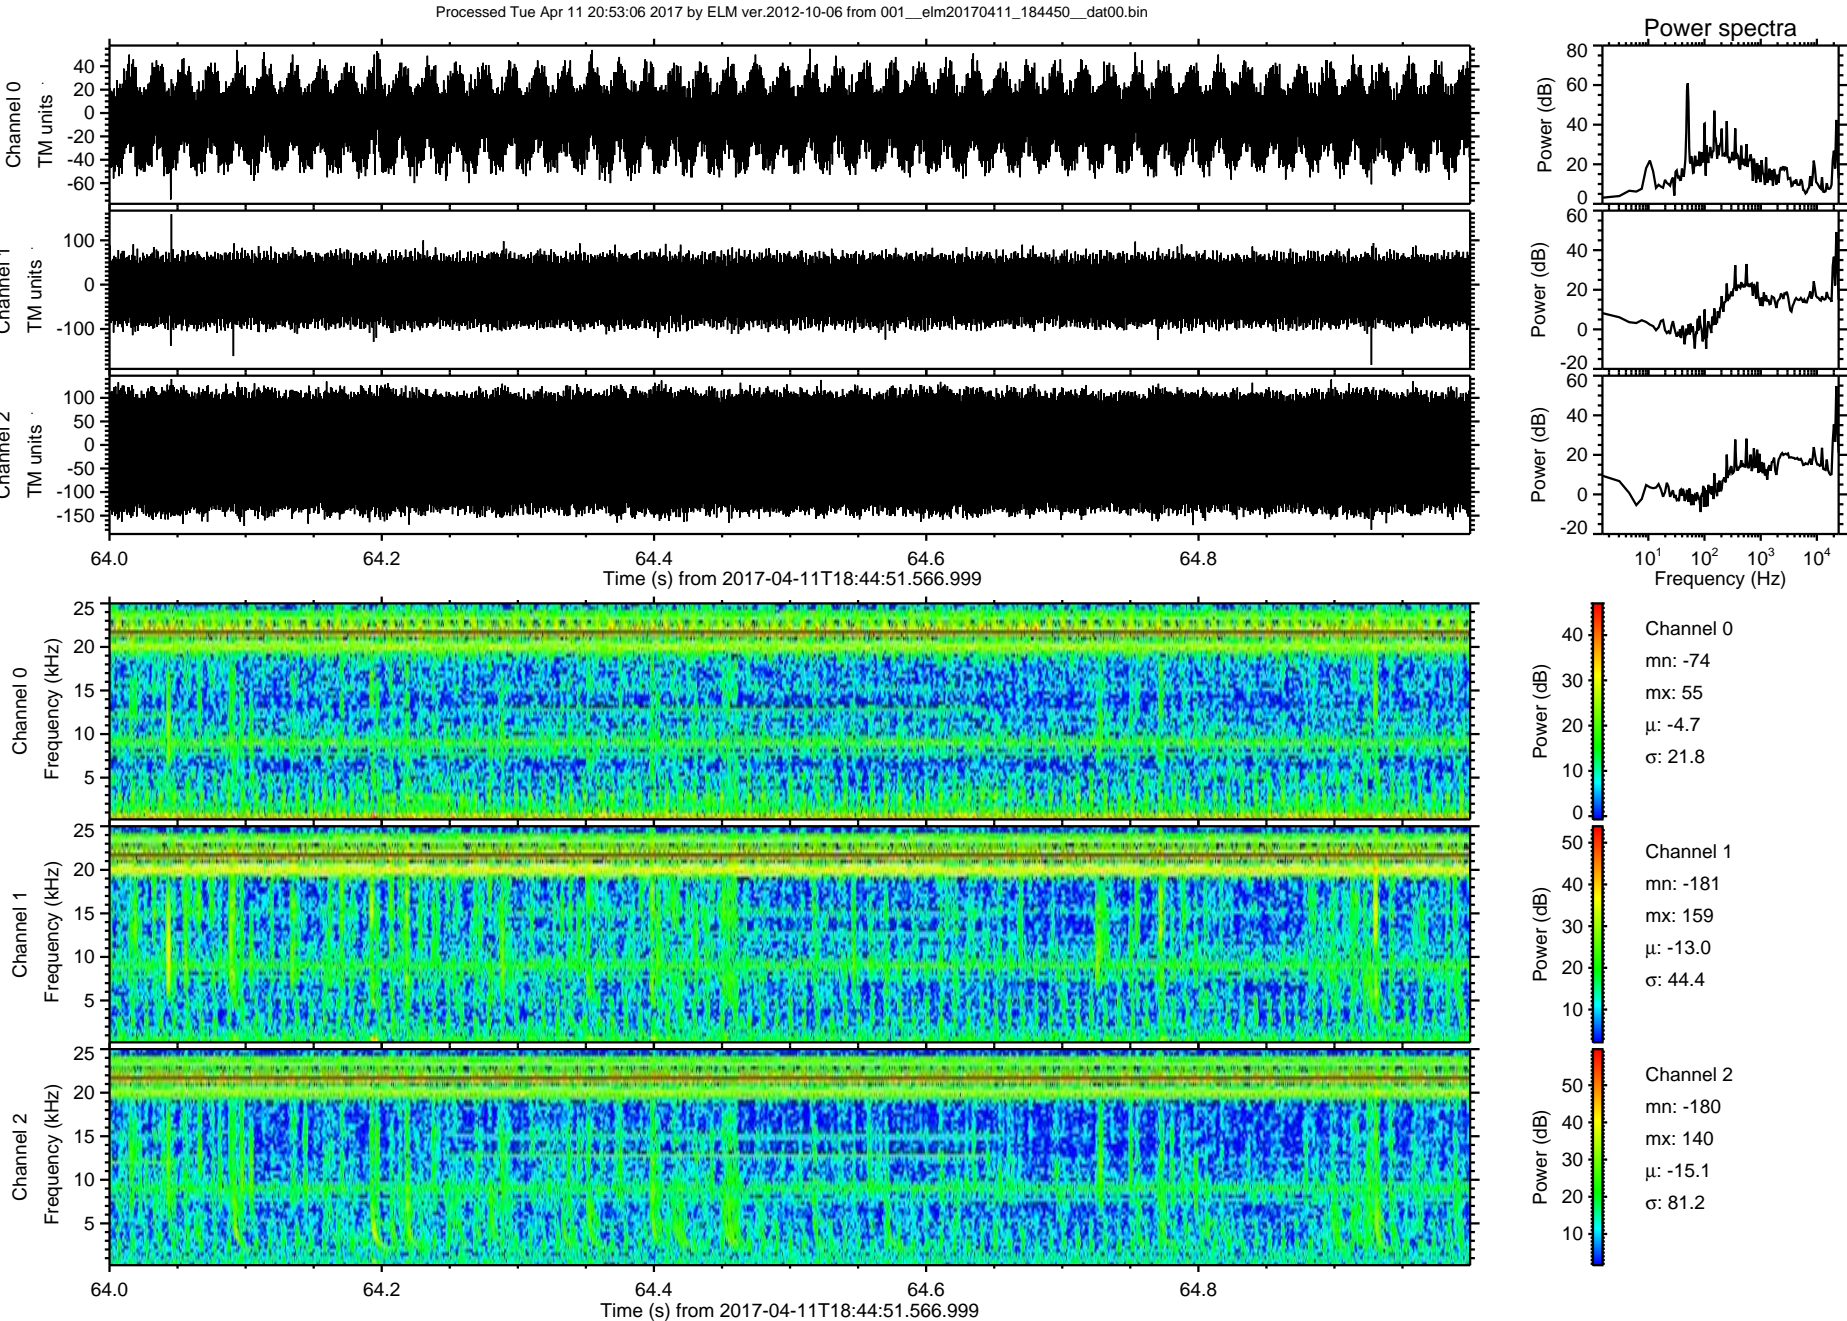 Processed Tue Apr 11 20:53:06 2017 by ELM ver.2012-10-06 from 001__elm20170411_184450__dat00.bin
Power spectra
Channel 0
TM units
40
20
0
-20
-40
-60
Power (dB)
80
60
40
20
0
Channel 1
TM units
100
0
-100
Power (dB)
60
40
20
0
-20
Channel 2
TM units
100
50
0
-50
-100
-150
Power (dB)
60
40
20
0
-20
64.0 64.2 64.4 64.6 64.8
Time (s) from 2017-04-11T18:44:51.566.999
10¹ 10² 10³ 10⁴
Frequency (Hz)
Channel 0
Frequency (kHz)
25
20
15
10
5
Power (dB)
40
30
20
10
0
Channel 0
mn: -74
mx: 55
μ: -4.7
σ: 21.8
Channel 1
Frequency (kHz)
25
20
15
10
5
Power (dB)
50
40
30
20
10
Channel 1
mn: -181
mx: 159
μ: -13.0
σ: 44.4
Channel 2
Frequency (kHz)
25
20
15
10
5
Power (dB)
50
40
30
20
10
Channel 2
mn: -180
mx: 140
μ: -15.1
σ: 81.2
64.0 64.2 64.4 64.6 64.8
Time (s) from 2017-04-11T18:44:51.566.999